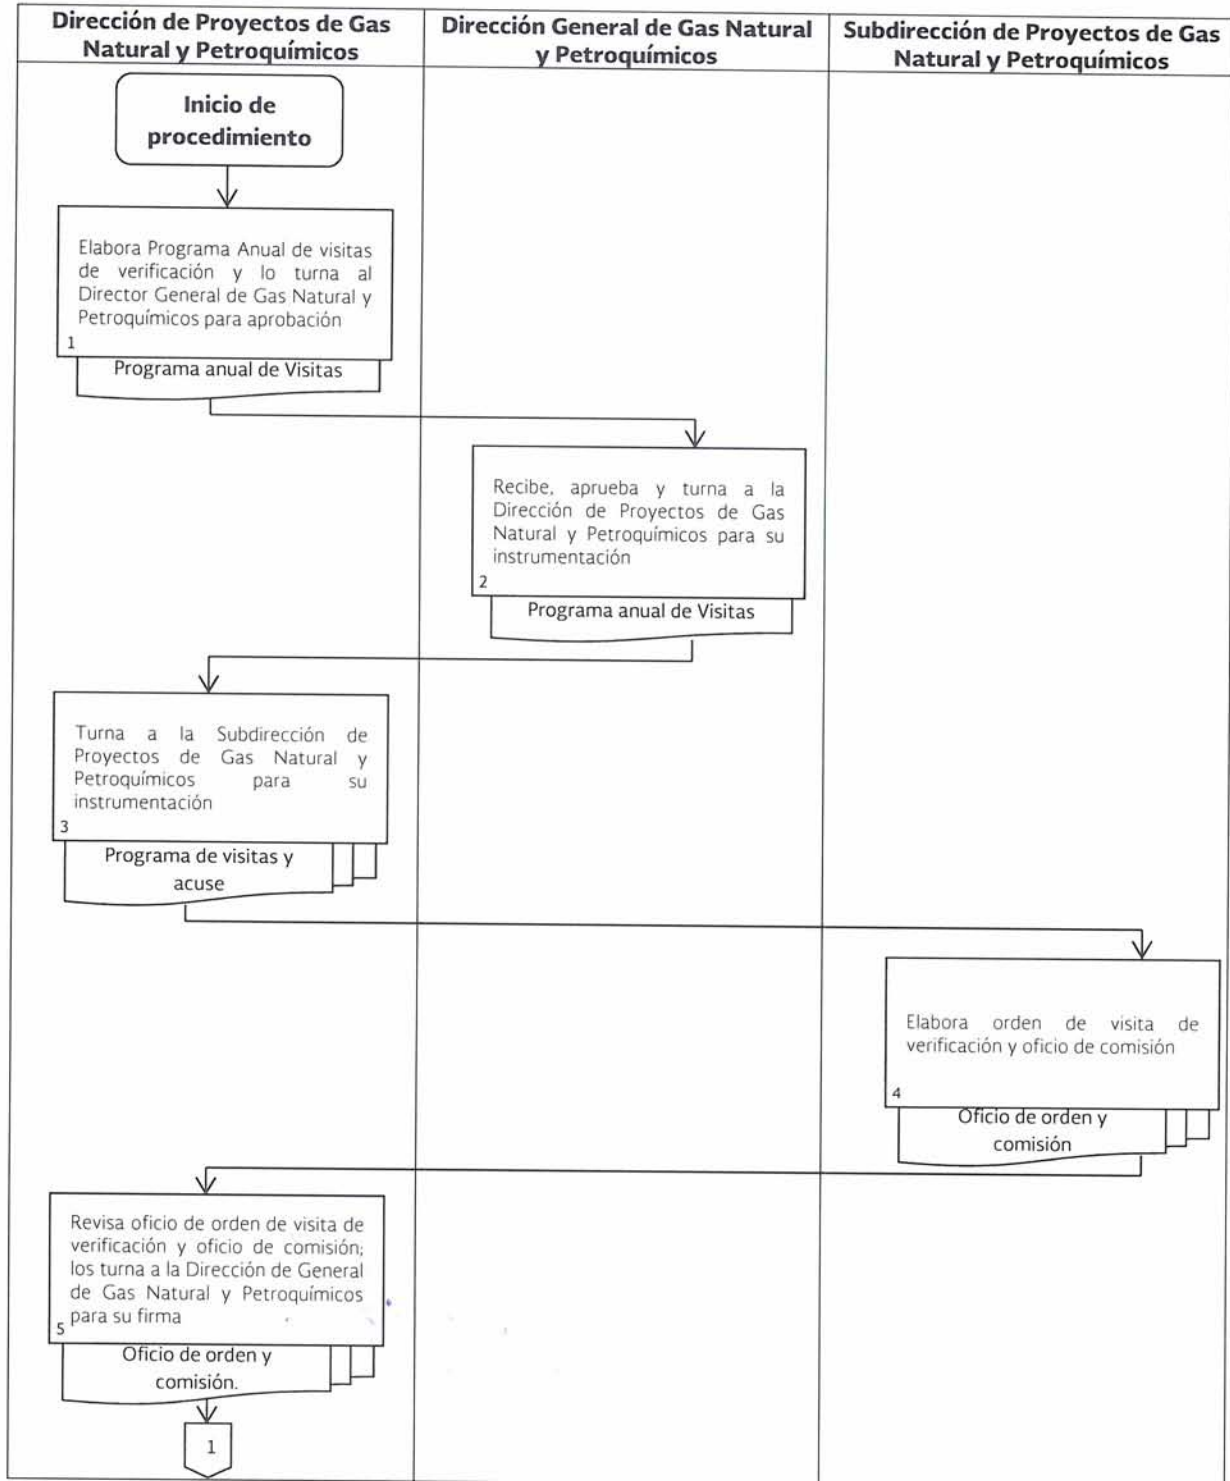 Dirección de Proyectos de Gas
Natural y Petroquímicos
Dirección General de Gas Natural
y Petroquímicos
Subdirección de Proyectos de Gas
Natural y Petroquímicos
Inicio de
procedimiento
Elabora Programa Anual de visitas
de verificación y lo turna al
Director General de Gas Natural y
Petroquímicos para aprobación
1
Programa anual de Visitas
Recibe, aprueba y turna a la
Dirección de Proyectos de Gas
Natural y Petroquímicos para su
instrumentación
2
Programa anual de Visitas
Turna a la Subdirección de
Proyectos de Gas Natural y
Petroquímicos para su
instrumentación
3
Programa de visitas y
acuse
Elabora orden de visita de
verificación y oficio de comisión
4
Oficio de orden y
comisión
Revisa oficio de orden de visita de
verificación y oficio de comisión;
los turna a la Dirección de General
de Gas Natural y Petroquímicos
para su firma
5
Oficio de orden y
comisión.
1